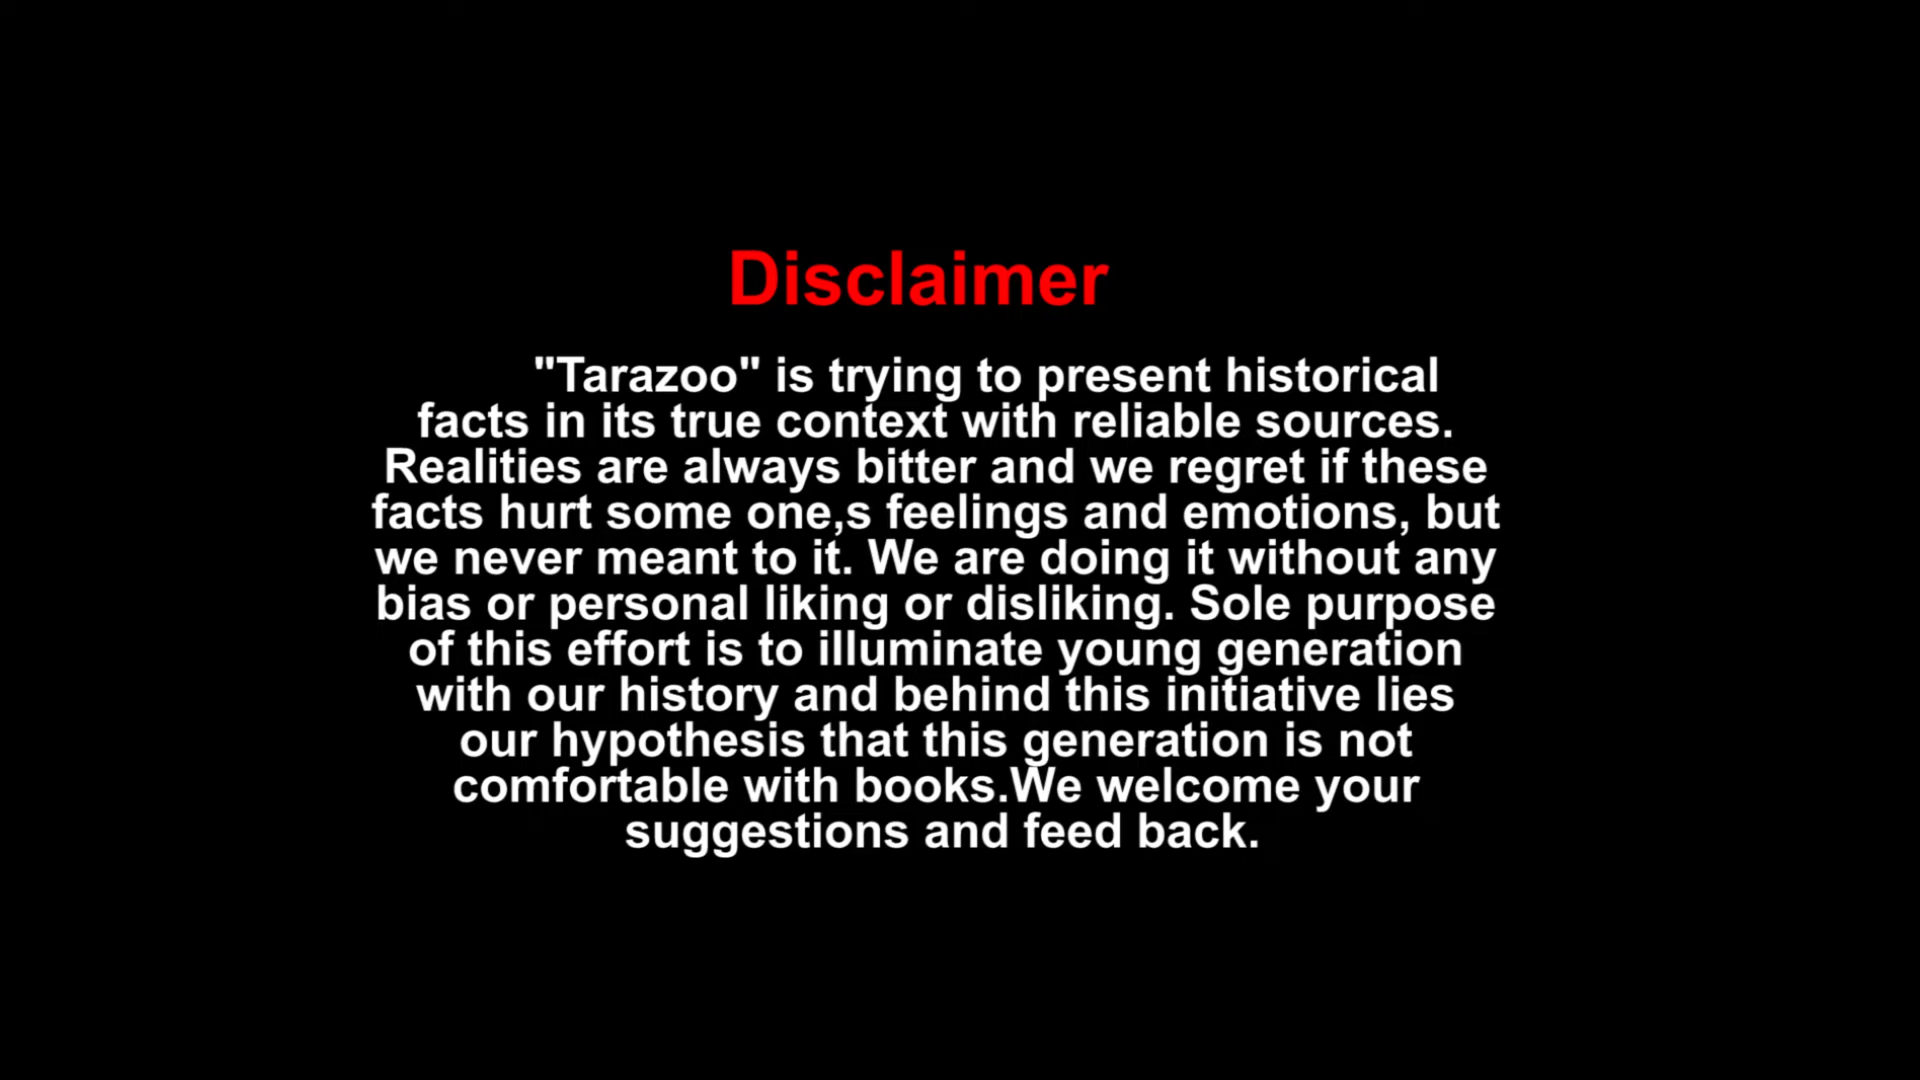 Disclaimer
"Tarazoo" is trying to present historical
facts in its true context with reliable sources.
Realities are always bitter and we regret if these
facts hurt some one,s feelings and emotions, but
we never meant to it. We are doing it without any
bias or personal liking or disliking. Sole purpose
of this effort is to illuminate young generation
with our history and behind this initiative lies
our hypothesis that this generation is not
comfortable with books.We welcome your
suggestions and feed back.